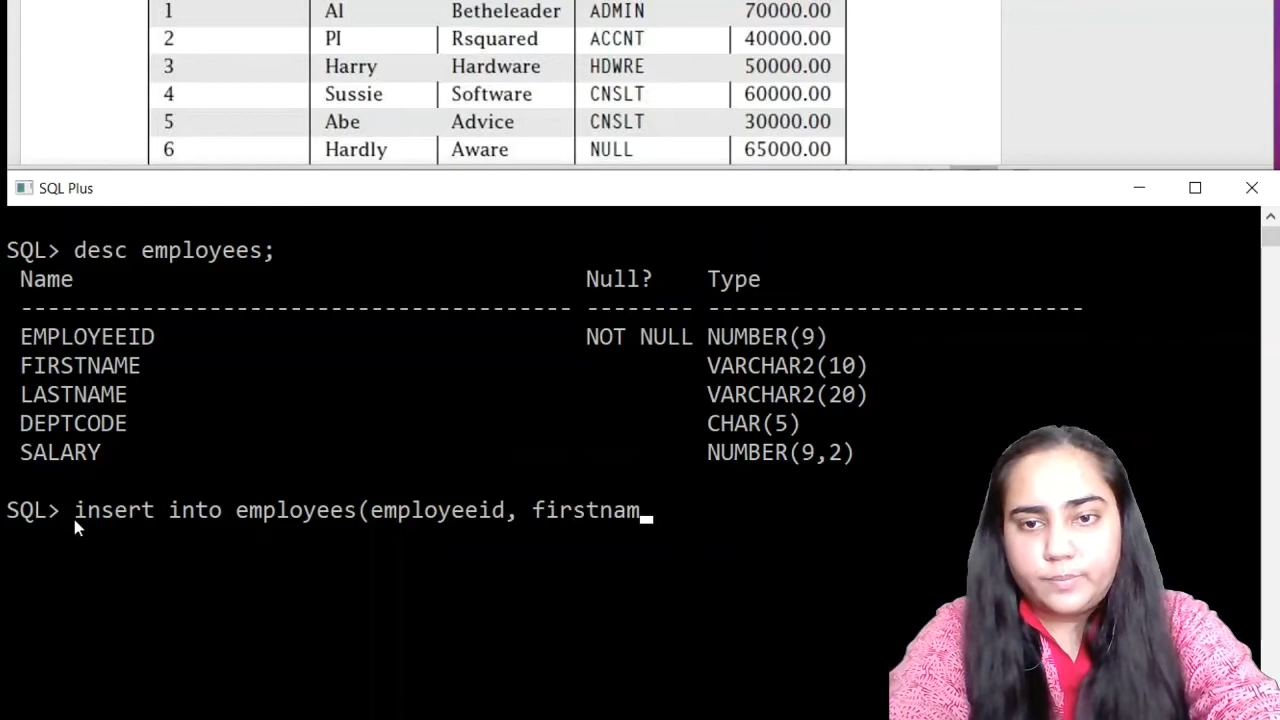 1 Al Betheleader ADMIN 70000.00
2 PI Rsquared ACCNT 40000.00
3 Harry Hardware HDWRE 50000.00
4 Sussie Software CNSLT 60000.00
5 Abe Advice CNSLT 30000.00
6 Hardly Aware NULL 65000.00
SQL Plus
SQL> desc employees;
Name Null? Type
----------------------------------------- -------- ----------------------------
EMPLOYEEID NOT NULL NUMBER(9)
FIRSTNAME VARCHAR2(10)
LASTNAME VARCHAR2(20)
DEPTCODE CHAR(5)
SALARY NUMBER(9,2)
SQL> insert into employees(employeeid, firstnam